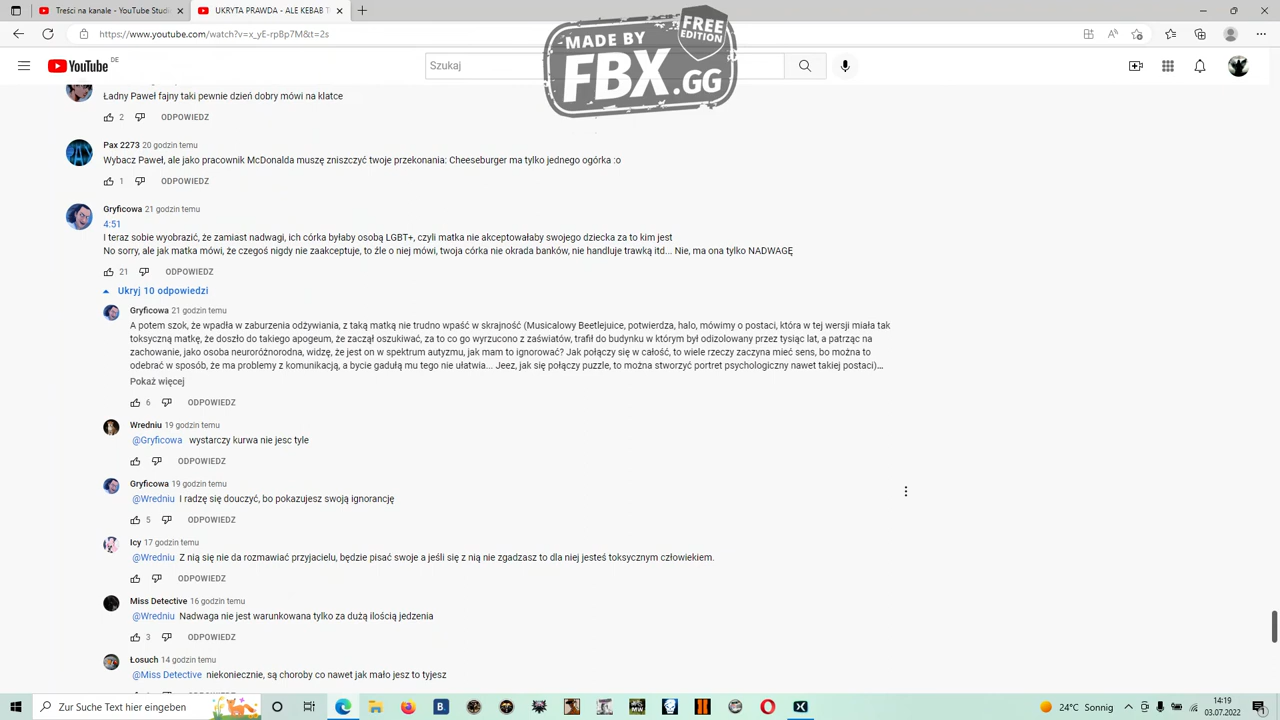 Treści na kanale - YouTube Stu
UKRYTA PRAWDA - ALE KEBAB T
https://www.youtube.com/watch?v=x_yE-rpBp7M&t=2s
MADE BY
FREE
EDITION
FBX.GG
YouTube DE
Szukaj
Ładny Paweł fajny taki pewnie dzień dobry mówi na klatce
2 ODPOWIEDZ
Pax 2273 20 godzin temu
Wybacz Paweł, ale jako pracownik McDonalda muszę zniszczyć twoje przekonania: Cheeseburger ma tylko jednego ogórka :o
1 ODPOWIEDZ
Gryficowa 21 godzin temu
4:51
I teraz sobie wyobrazić, że zamiast nadwagi, ich córka byłaby osobą LGBT+, czyli matka nie akceptowałaby swojego dziecka za to kim jest
No sorry, ale jak matka mówi, że czegoś nigdy nie zaakceptuje, to źle o niej mówi, twoja córka nie okrada banków, nie handluje trawką itd... Nie, ma ona tylko NADWAGĘ
21 ODPOWIEDZ
Ukryj 10 odpowiedzi
Gryficowa 21 godzin temu
A potem szok, że wpadła w zaburzenia odżywiania, z taką matką nie trudno wpaść w skrajność (Musicalowy Beetlejuice, potwierdza, halo, mówimy o postaci, która w tej wersji miała tak
toksyczną matkę, że doszło do takiego apogeum, że zaczął oszukiwać, za to co go wyrzucono z zaświatów, trafił do budynku w którym był odizolowany przez tysiąc lat, a patrząc na
zachowanie, jako osoba neuroróżnorodna, widzę, że jest on w spektrum autyzmu, jak mam to ignorować? Jak połączy się w całość, to wiele rzeczy zaczyna mieć sens, bo można to
odebrać w sposób, że ma problemy z komunikacją, a bycie gadułą mu tego nie ułatwia... Jeez, jak się połączy puzzle, to można stworzyć portret psychologiczny nawet takiej postaci)...
Pokaż więcej
6 ODPOWIEDZ
Wredniu 19 godzin temu
@Gryficowa wystarczy kurwa nie jesc tyle
ODPOWIEDZ
Gryficowa 19 godzin temu
@Wredniu I radzę się douczyć, bo pokazujesz swoją ignorancję
5 ODPOWIEDZ
Icy 17 godzin temu
@Wredniu Z nią się nie da rozmawiać przyjacielu, będzie pisać swoje a jeśli się z nią nie zgadzasz to dla niej jesteś toksycznym człowiekiem.
ODPOWIEDZ
Miss Detective 16 godzin temu
@Wredniu Nadwaga nie jest warunkowana tylko za dużą ilością jedzenia
3 ODPOWIEDZ
Łosuch 14 godzin temu
@Miss Detective niekoniecznie, są choroby co nawet jak mało jesz to tyjesz
Zur Suche Text hier eingeben
24°C Sonnig
14:19
03.07.2022